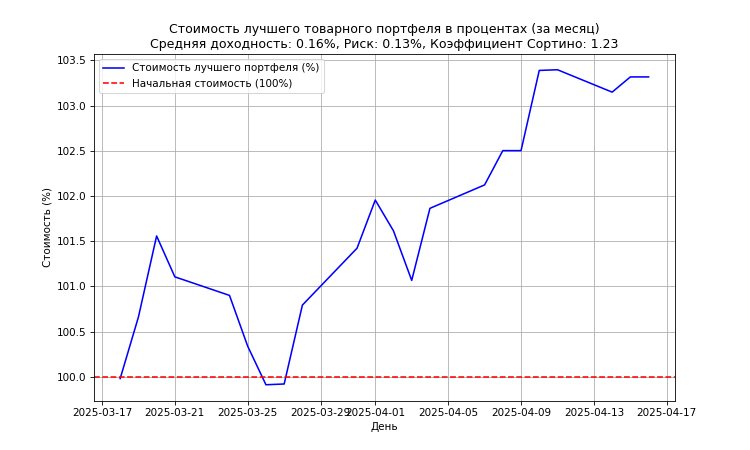 Стоимость лучшего товарного портфеля в процентах (за месяц)
Средняя доходность: 0.16%, Риск: 0.13%, Коэффициент Сортино: 1.23
Стоимость лучшего портфеля (%)
Начальная стоимость (100%)
Стоимость (%)
103.5
103.0
102.5
102.0
101.5
101.0
100.5
100.0
2025-03-17 2025-03-21 2025-03-25 2025-03-29 2025-04-01 2025-04-05 2025-04-09 2025-04-13 2025-04-17
День